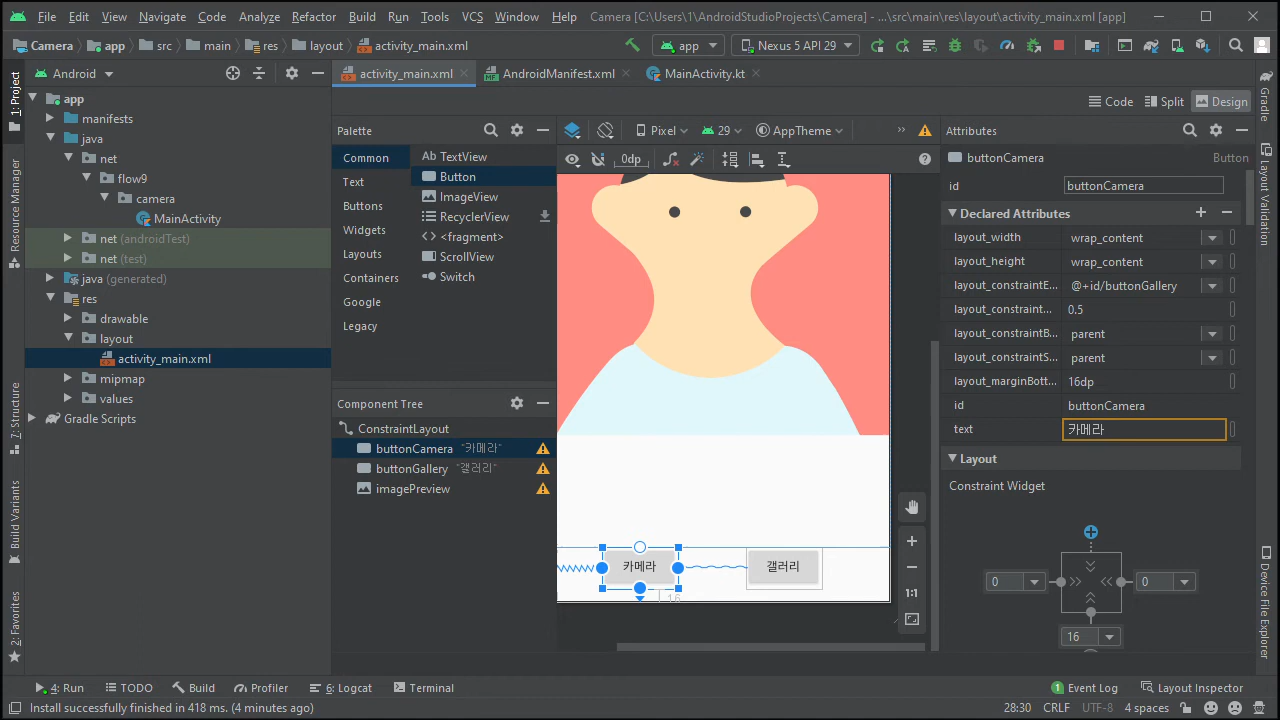 File Edit View Navigate Code Analyze Refactor Build Run Tools VCS Window Help Camera [C:\Users\1\AndroidStudioProjects\Camera] - ...\src\main\res\layout\activity_main.xml [app]
Camera app src main res layout activity_main.xml app Nexus 5 API 29
1: Project
Resource Manager
7: Structure
Build Variants
2: Favorites
Android
app
manifests
java
net
flow9
camera
MainActivity
net (androidTest)
net (test)
java (generated)
res
drawable
layout
activity_main.xml
mipmap
values
Gradle Scripts
activity_main.xml AndroidManifest.xml MainActivity.kt
Code Split Design
Palette
Common
Text
Buttons
Widgets
Layouts
Containers
Google
Legacy
Ab TextView
Button
ImageView
RecyclerView
<> <fragment>
ScrollView
Switch
Component Tree
ConstraintLayout
buttonCamera "카메라"
buttonGallery "갤러리"
imagePreview
Pixel 29 AppTheme
0dp
카메라 갤러리
16
1:1
Attributes
buttonCamera Button
id buttonCamera
Declared Attributes
layout_width wrap_content
layout_height wrap_content
layout_constraintE... @+id/buttonGallery
layout_constraint... 0.5
layout_constraintB... parent
layout_constraintS... parent
layout_marginBott... 16dp
id buttonCamera
text 카메라
Layout
Constraint Widget
0 0
16
Gradle
Layout Validation
Device File Explorer
4: Run TODO Build Profiler 6: Logcat Terminal 1 Event Log Layout Inspector
Install successfully finished in 418 ms. (4 minutes ago) 28:30 CRLF UTF-8 4 spaces